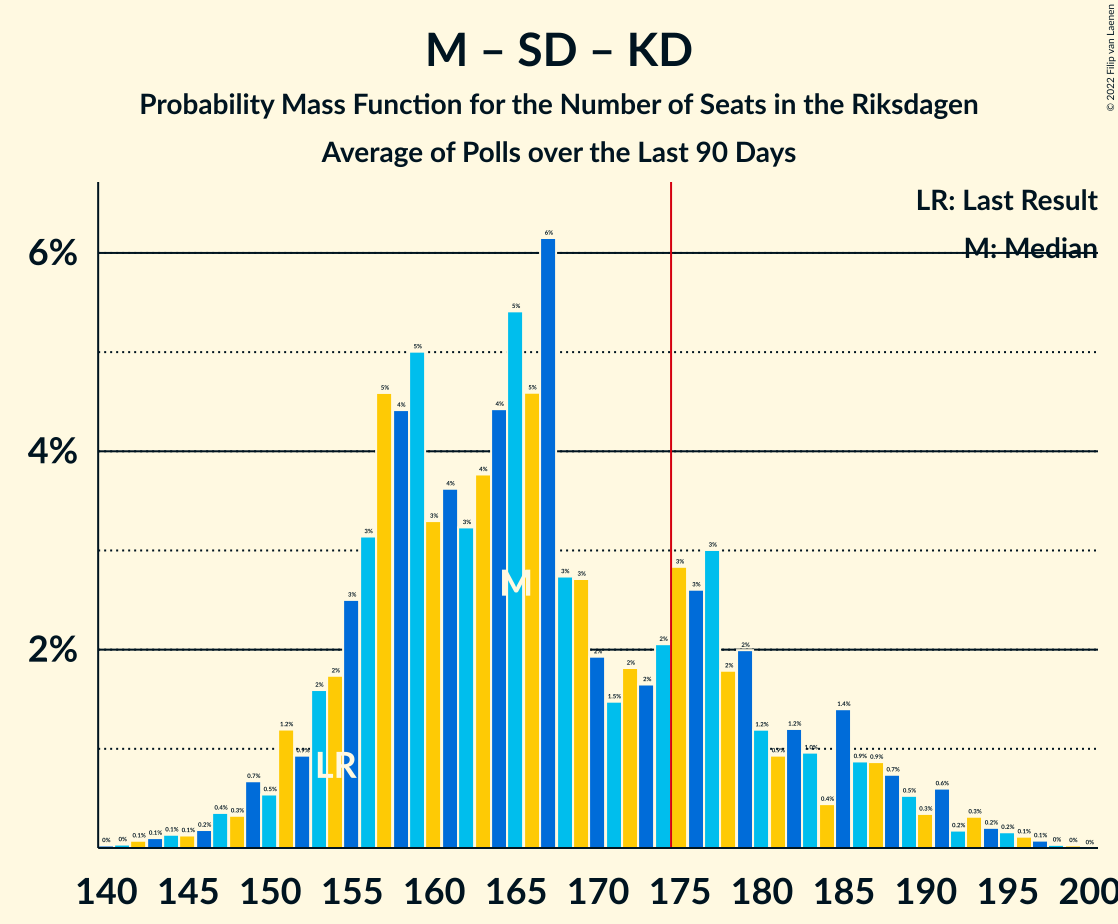 M – SD – KD
Probability Mass Function for the Number of Seats in the Riksdagen
Average of Polls over the Last 90 Days
© 2022 Filip van Laenen
LR: Last Result
M: Median
6%
4%
2%
0% 0% 0.1% 0.1% 0.1% 0.1% 0.2% 0.4% 0.3% 0.7% 0.5% 1.2% 0.9% 2% 2% 3% 3% 5% 4% 5% 3% 4% 3% 4% 4% 5% 5% 6% 3% 3% 2% 1.5% 2% 2% 2% 3% 3% 3% 2% 2% 1.2% 0.9% 1.2% 1.0% 0.4% 1.4% 0.9% 0.9% 0.7% 0.5% 0.3% 0.6% 0.2% 0.3% 0.2% 0.2% 0.1% 0.1% 0% 0% 0%
M
LR
140 145 150 155 160 165 170 175 180 185 190 195 200